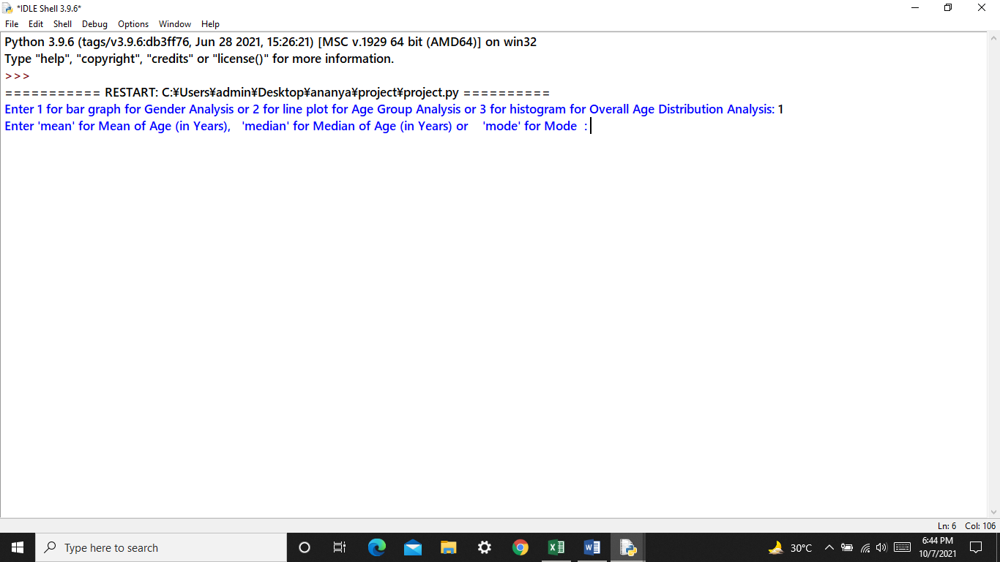 *IDLE Shell 3.9.6*
File Edit Shell Debug Options Window Help
Python 3.9.6 (tags/v3.9.6:db3ff76, Jun 28 2021, 15:26:21) [MSC v.1929 64 bit (AMD64)] on win32
Type "help", "copyright", "credits" or "license()" for more information.
>>>
=========== RESTART: C:¥Users¥admin¥Desktop¥ananya¥project¥project.py ==========
Enter 1 for bar graph for Gender Analysis or 2 for line plot for Age Group Analysis or 3 for histogram for Overall Age Distribution Analysis: 1
Enter 'mean' for Mean of Age (in Years),   'median' for Median of Age (in Years) or    'mode' for Mode  :
Ln: 6 Col: 106
Type here to search
30°C
6:44 PM
10/7/2021